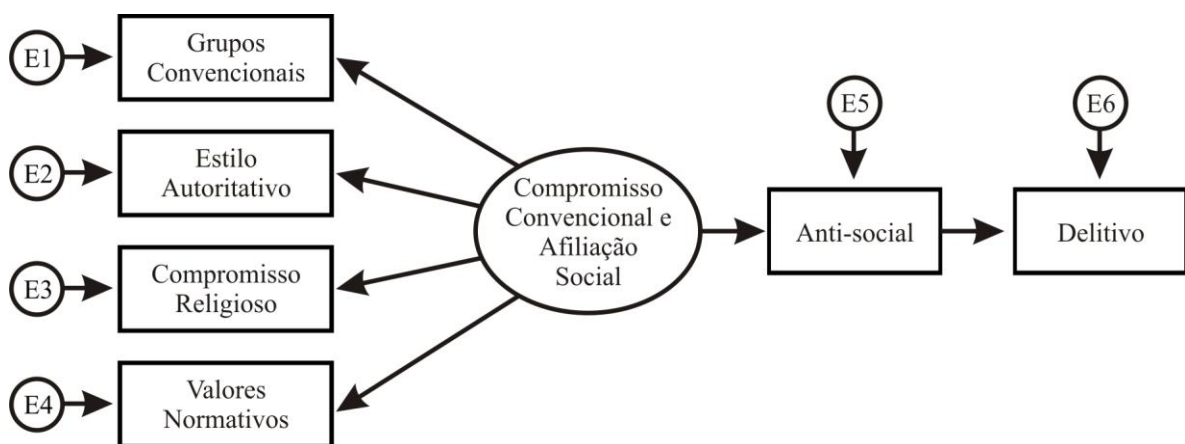 E1
Grupos
Convencionais
E2
Estilo
Autoritativo
E3
Compromisso
Religioso
E4
Valores
Normativos
Compromisso
Convencional e
Afiliação
Social
E5
Anti-social
E6
Delitivo